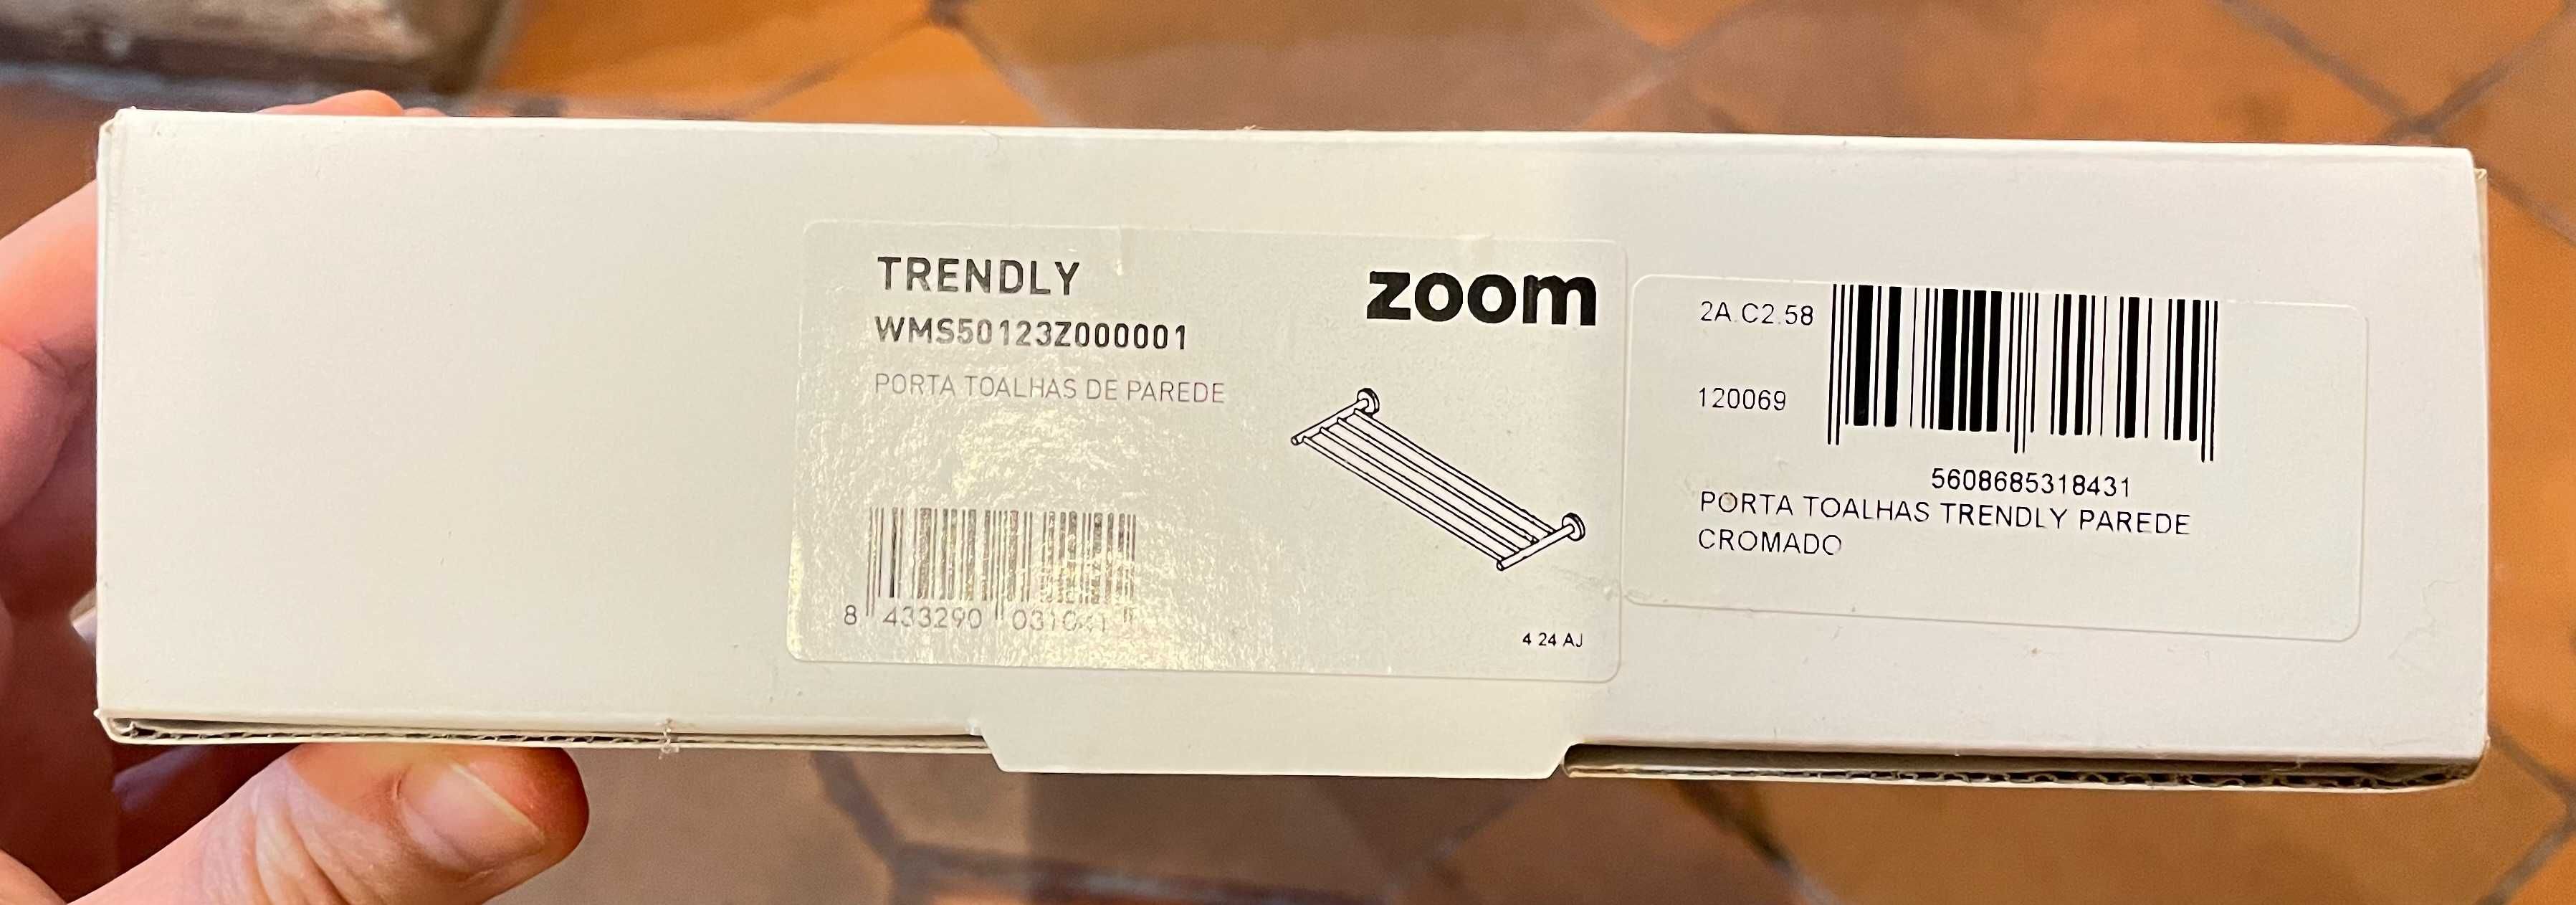 TRENDLY
zoom
WMS50123Z000001
PORTA TOALHAS DE PAREDE
8 433290
4 24 AJ
2A.C2.58
120069
5608685318431
PORTA TOALHAS TRENDLY PAREDE
CROMADO